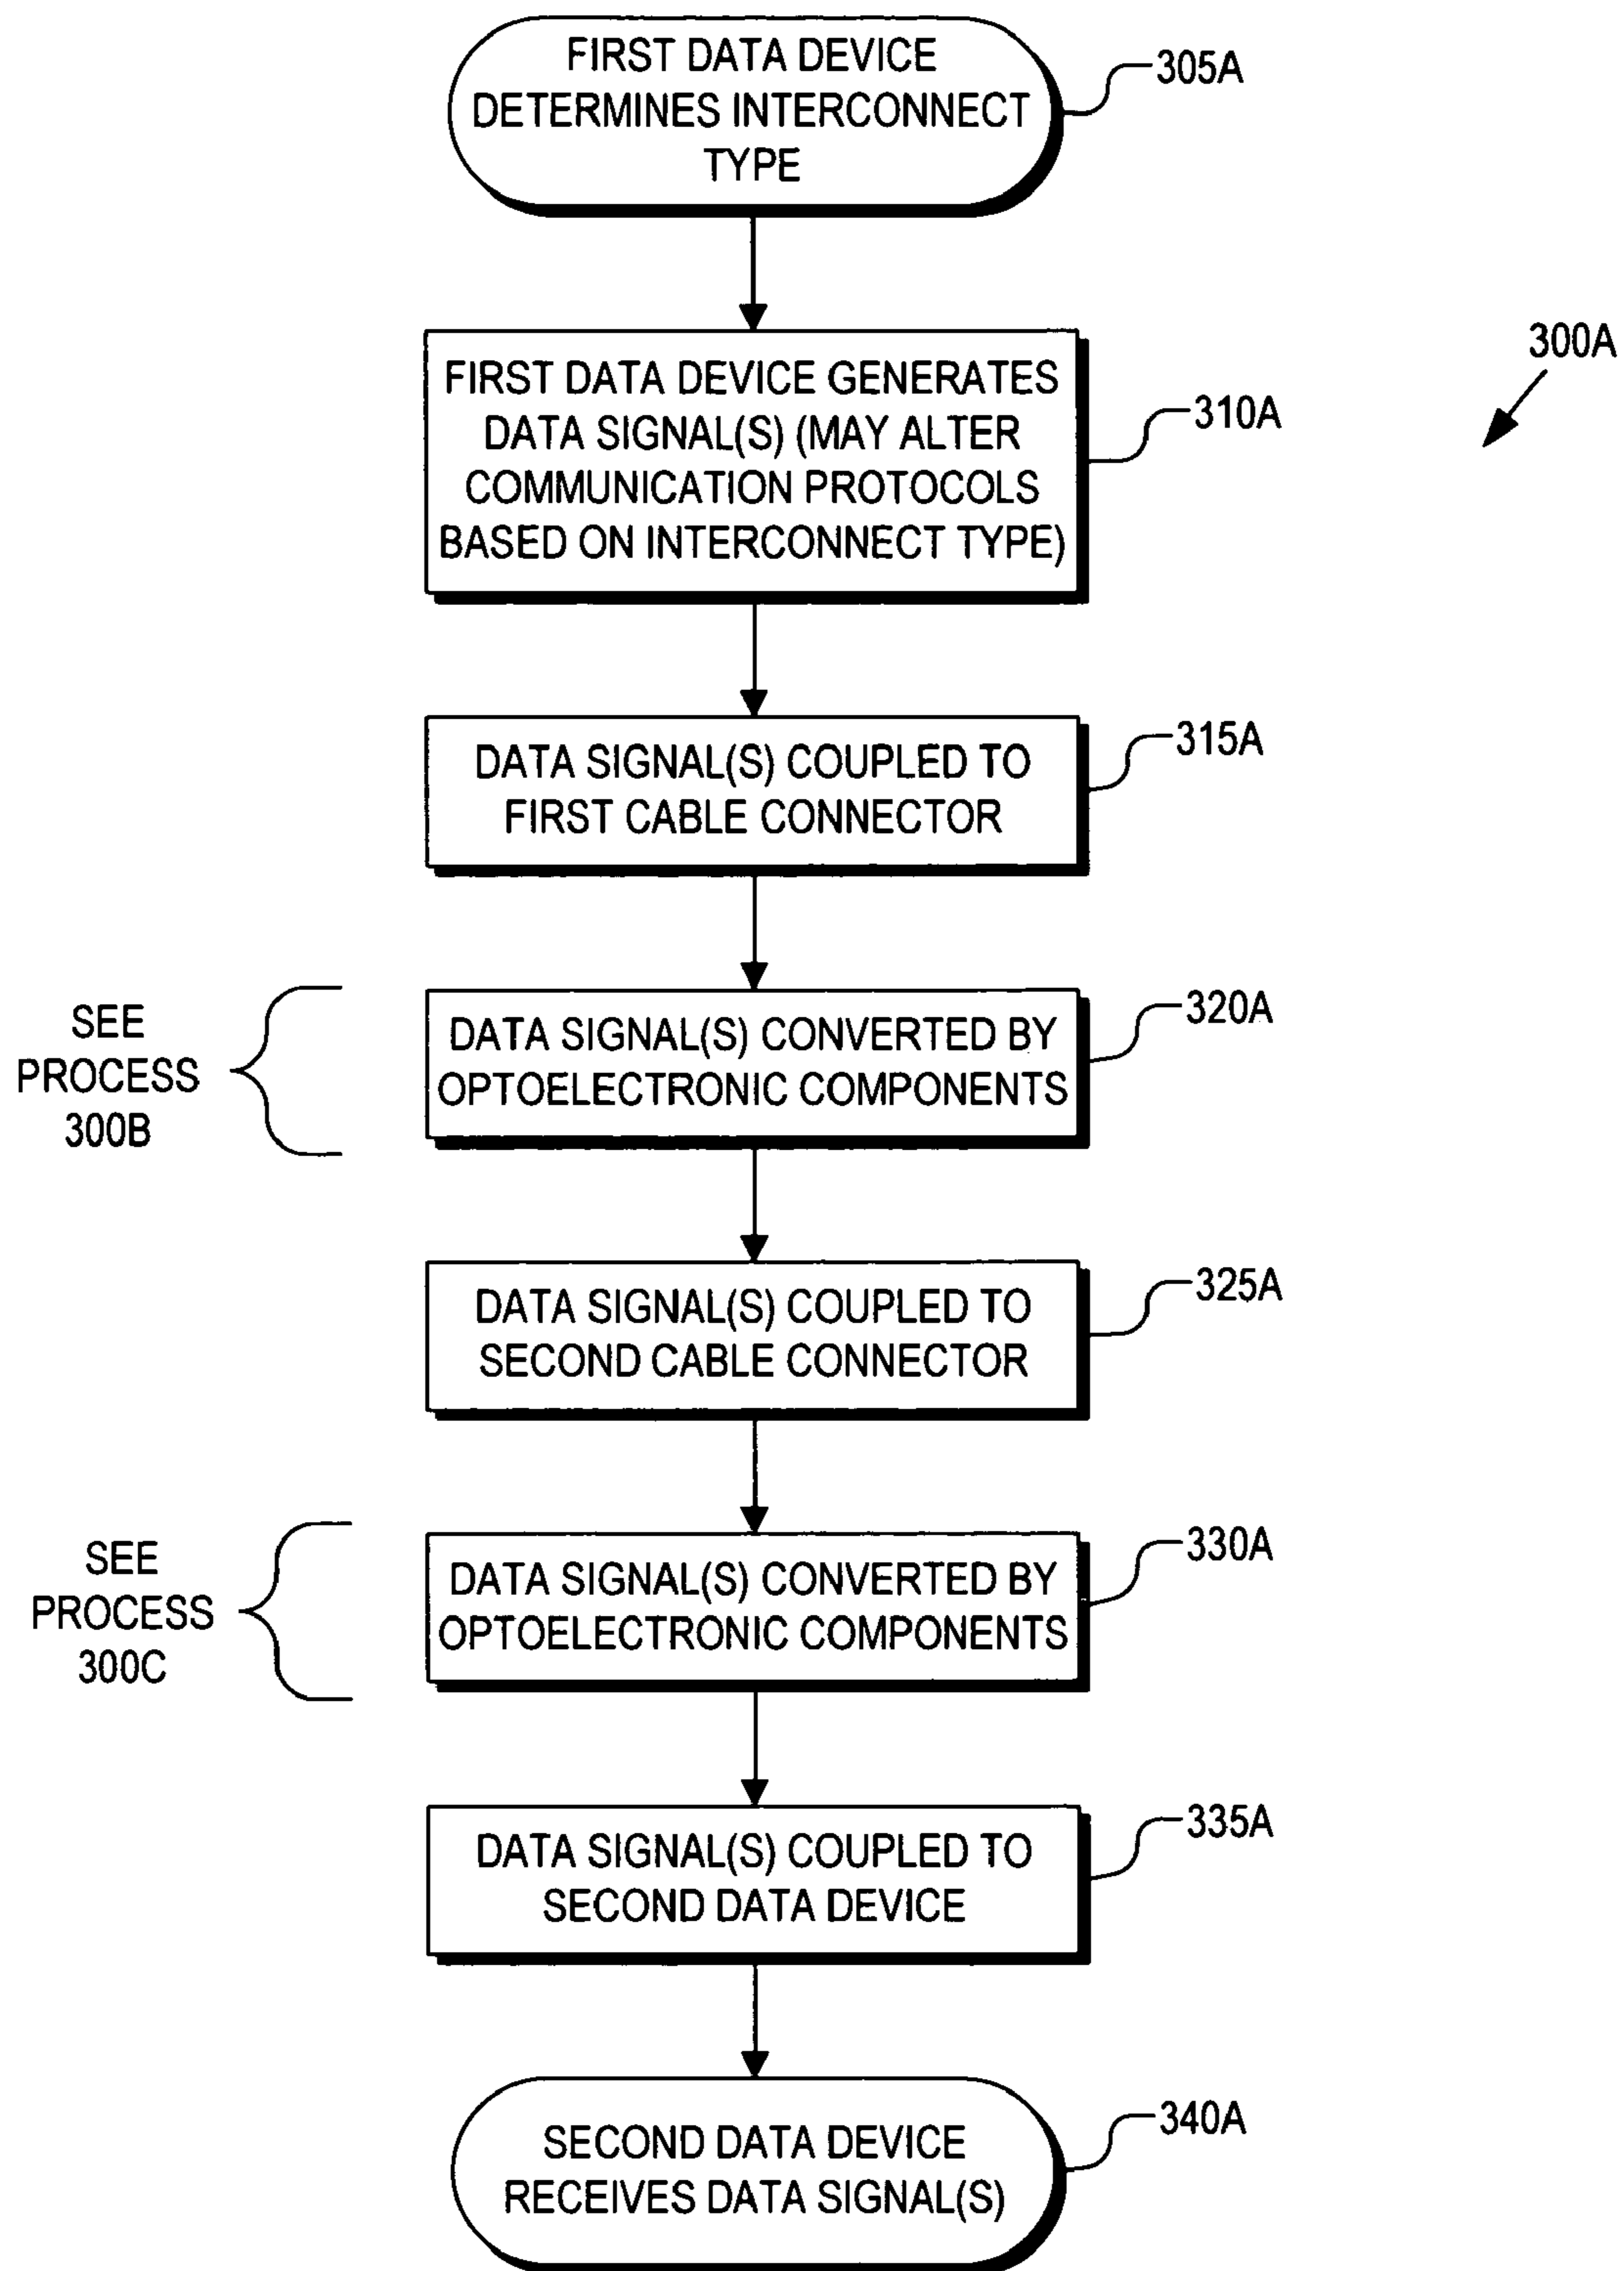 FIRST DATA DEVICE
DETERMINES INTERCONNECT
TYPE
305A
300A
FIRST DATA DEVICE GENERATES
DATA SIGNAL(S) (MAY ALTER
COMMUNICATION PROTOCOLS
BASED ON INTERCONNECT TYPE)
310A
DATA SIGNAL(S) COUPLED TO
FIRST CABLE CONNECTOR
315A
SEE
PROCESS
300B
DATA SIGNAL(S) CONVERTED BY
OPTOELECTRONIC COMPONENTS
320A
DATA SIGNAL(S) COUPLED TO
SECOND CABLE CONNECTOR
325A
SEE
PROCESS
300C
DATA SIGNAL(S) CONVERTED BY
OPTOELECTRONIC COMPONENTS
330A
DATA SIGNAL(S) COUPLED TO
SECOND DATA DEVICE
335A
SECOND DATA DEVICE
RECEIVES DATA SIGNAL(S)
340A